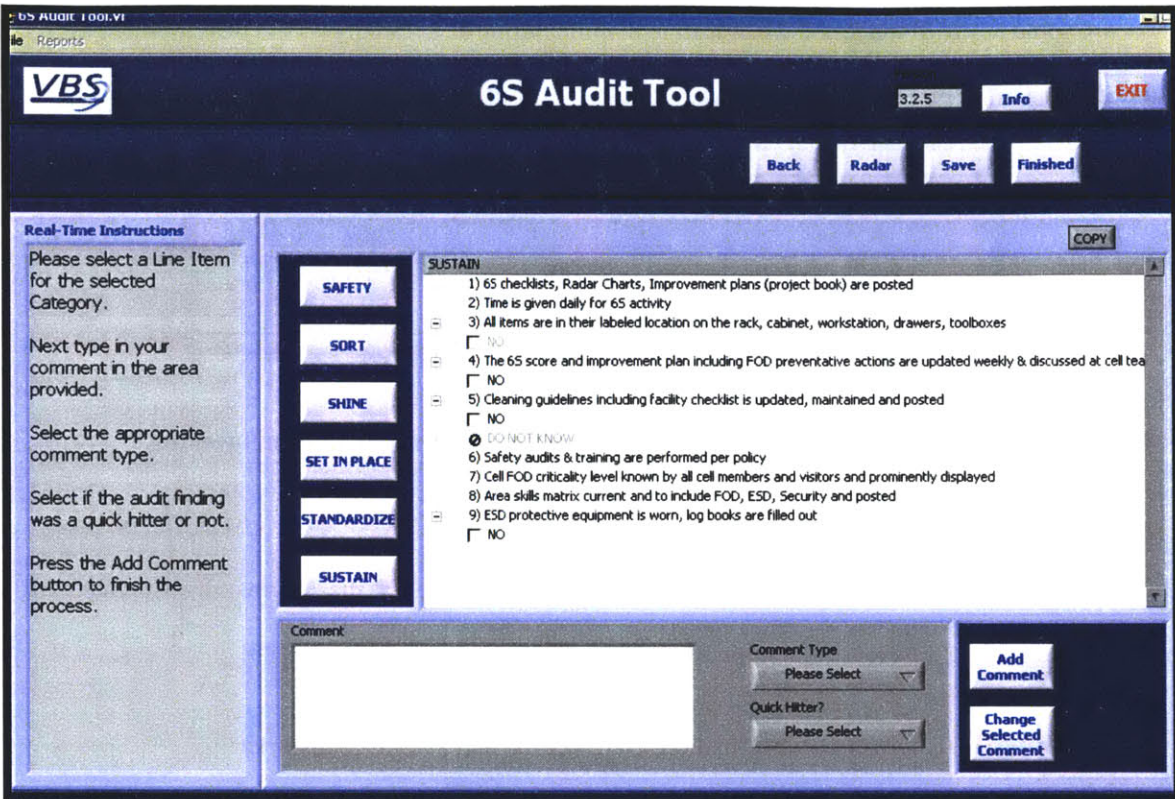 6S Audit Tool.vi
Reports
VBS
6S Audit Tool
3.2.5
Info
EXIT
Back
Radar
Save
Finished
Real-Time Instructions
Please select a Line Item
for the selected
Category.
Next type in your
comment in the area
provided.
Select the appropriate
comment type.
Select if the audit finding
was a quick hitter or not.
Press the Add Comment
button to finish the
process.
COPY
SAFETY
SORT
SHINE
SET IN PLACE
STANDARDIZE
SUSTAIN
SUSTAIN
1) 6S checklists, Radar Charts, Improvement plans (project book) are posted
2) Time is given daily for 6S activity
3) All items are in their labeled location on the rack, cabinet, workstation, drawers, toolboxes
NO
4) The 6S score and improvement plan including FOD preventative actions are updated weekly & discussed at cell tea
NO
5) Cleaning guidelines including facility checklist is updated, maintained and posted
NO
DO NOT KNOW
6) Safety audits & training are performed per policy
7) Cell FOD criticality level known by all cell members and visitors and prominently displayed
8) Area skills matrix current and to include FOD, ESD, Security and posted
9) ESD protective equipment is worn, log books are filled out
NO
Comment
Comment Type
Please Select
Quick Hitter?
Please Select
Add
Comment
Change
Selected
Comment